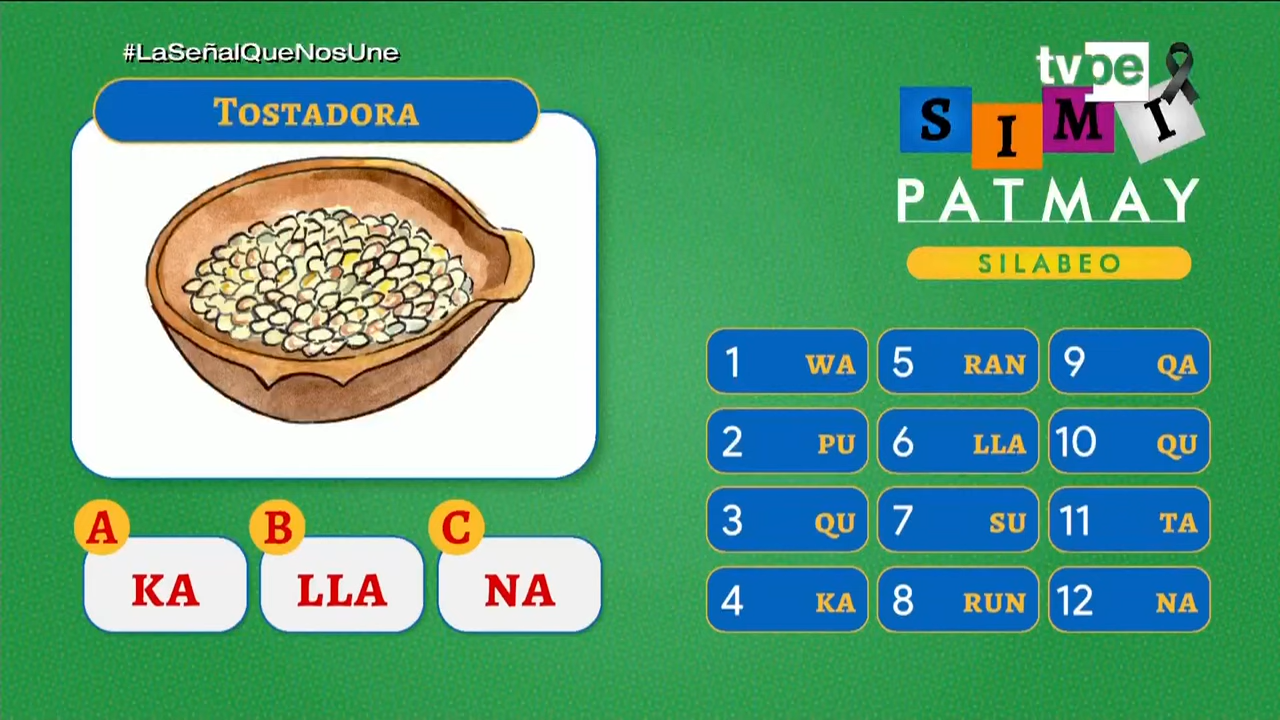 #LaSeñalQueNosUne
tvpe
TOSTADORA
SIMI
PATMAY
SILABEO
1 WA
5 RAN
9 QA
2 PU
6 LLA
10 QU
3 QU
7 SU
11 TA
4 KA
8 RUN
12 NA
A
B
C
KA
LLA
NA